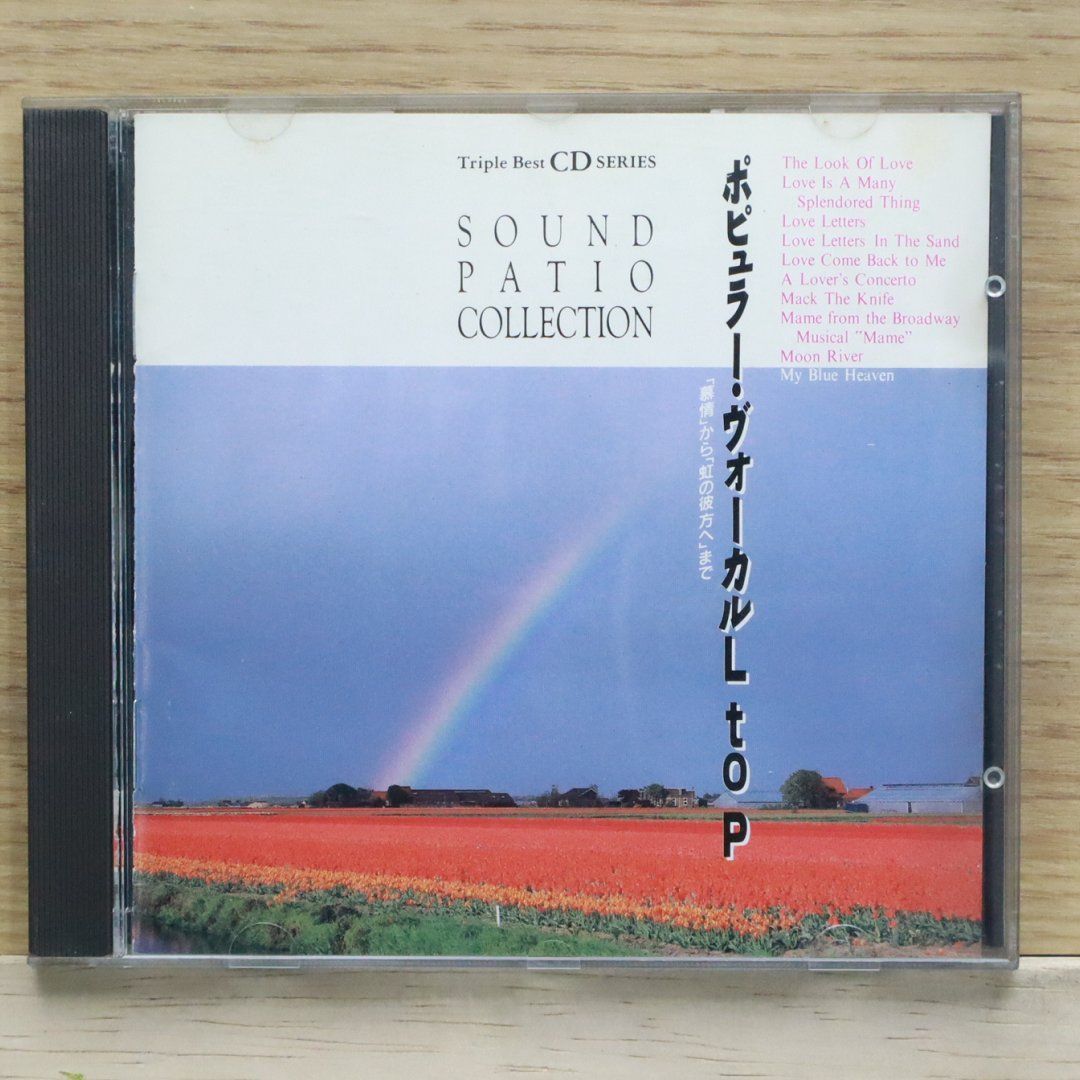 Triple Best CD SERIES
SOUND
PATIO
COLLECTION
ポピュラー・ヴォーカルL to P
「慕情」から「虹の彼方へ」まで
The Look Of Love
Love Is A Many
Splendored Thing
Love Letters
Love Letters In The Sand
Love Come Back to Me
A Lover's Concerto
Mack The Knife
Mame from the Broadway
Musical "Mame"
Moon River
My Blue Heaven